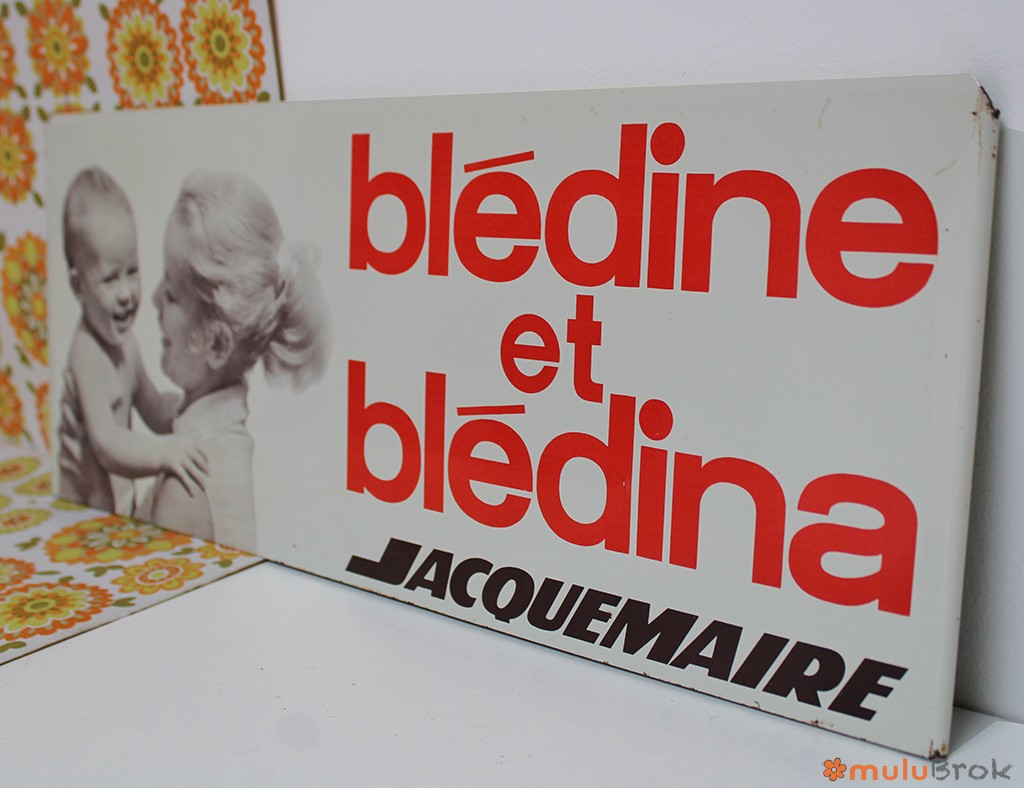 blédine
et
blédina
JACQUEMAIRE
muluBrok